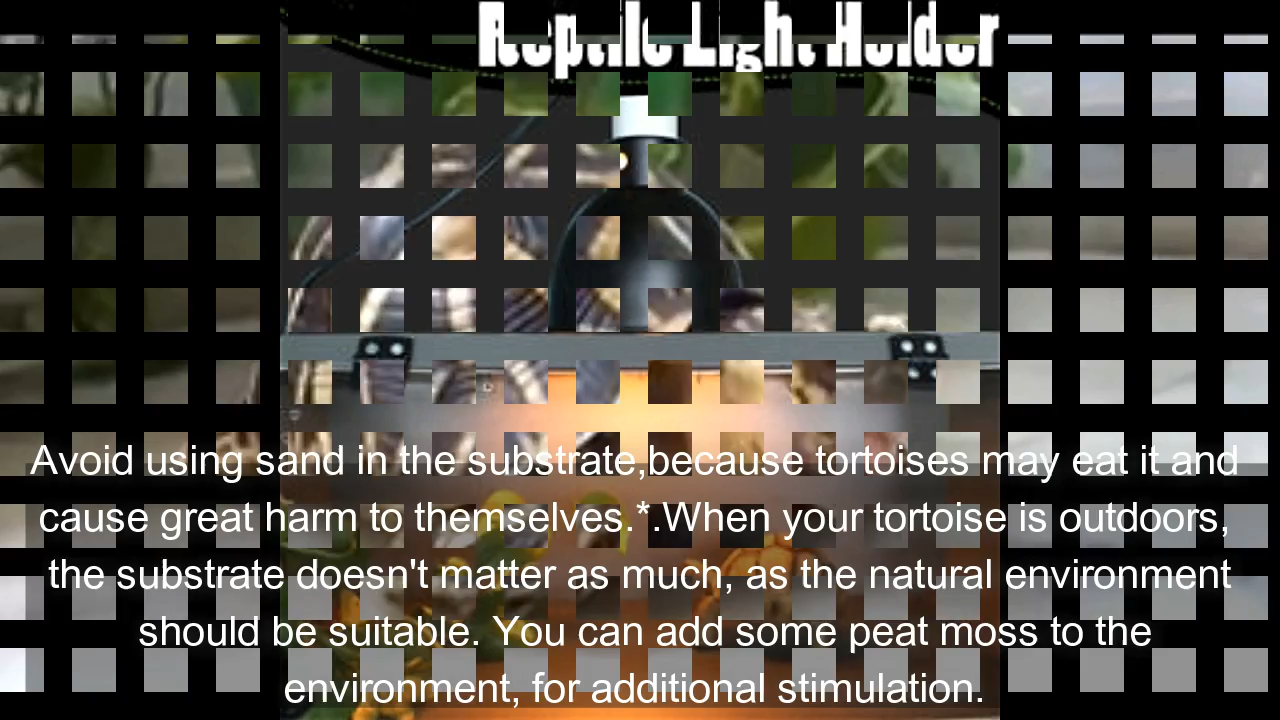 Reptile Light Holder
Avoid using sand in the substrate,because tortoises may eat it and
cause great harm to themselves.*.When your tortoise is outdoors,
the substrate doesn't matter as much, as the natural environment
should be suitable. You can add some peat moss to the
environment, for additional stimulation.